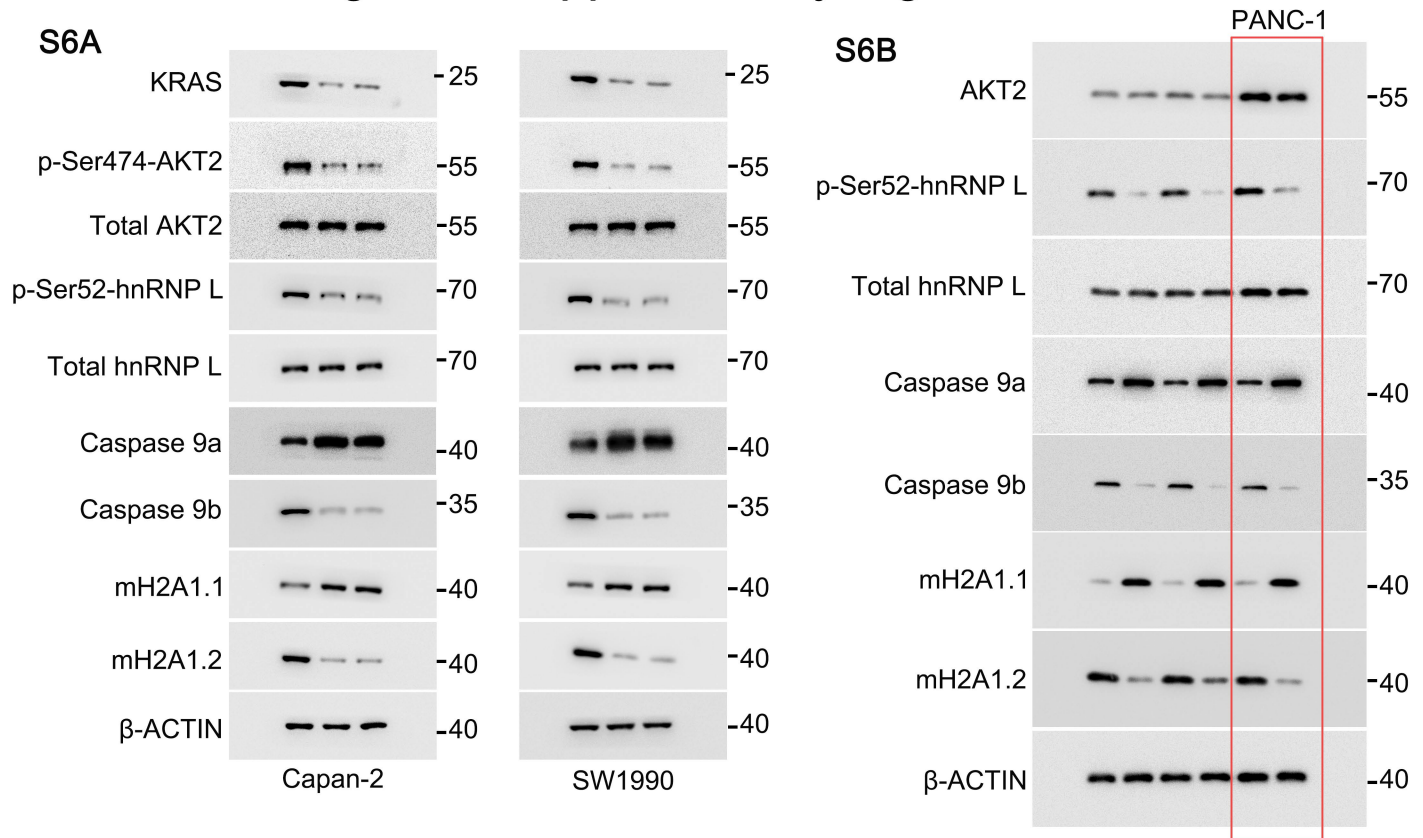 S6A
KRAS
-25
-25
p-Ser474-AKT2
-55
-55
Total AKT2
-55
-55
p-Ser52-hnRNP L
-70
-70
Total hnRNP L
-70
-70
Caspase 9a
-40
-40
Caspase 9b
-35
-35
mH2A1.1
-40
-40
mH2A1.2
-40
-40
β-ACTIN
-40
-40
Capan-2
SW1990
S6B
PANC-1
AKT2
-55
p-Ser52-hnRNP L
-70
Total hnRNP L
-70
Caspase 9a
-40
Caspase 9b
-35
mH2A1.1
-40
mH2A1.2
-40
β-ACTIN
-40